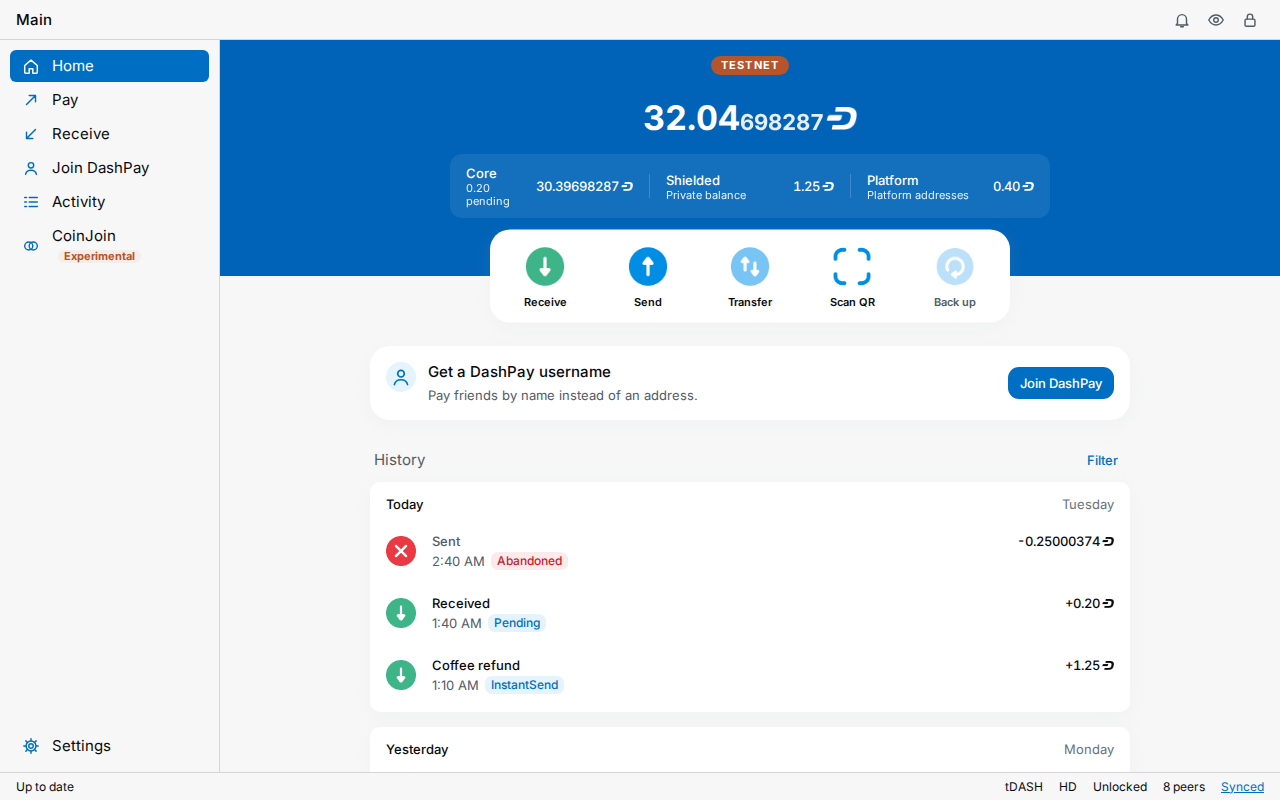 Main
Home
Pay
Receive
Join DashPay
Activity
CoinJoin
Experimental
Settings
TESTNET
32.04698287
Core
0.20 pending
30.39698287
Shielded
Private balance
1.25
Platform
Platform addresses
0.40
Receive
Send
Transfer
Scan QR
Back up
Get a DashPay username
Pay friends by name instead of an address.
Join DashPay
History
Filter
Today
Tuesday
Sent
-0.25000374
2:40 AM Abandoned
Received
+0.20
1:40 AM Pending
Coffee refund
+1.25
1:10 AM InstantSend
Yesterday
Monday
Up to date
tDASH
HD
Unlocked
8 peers
Synced